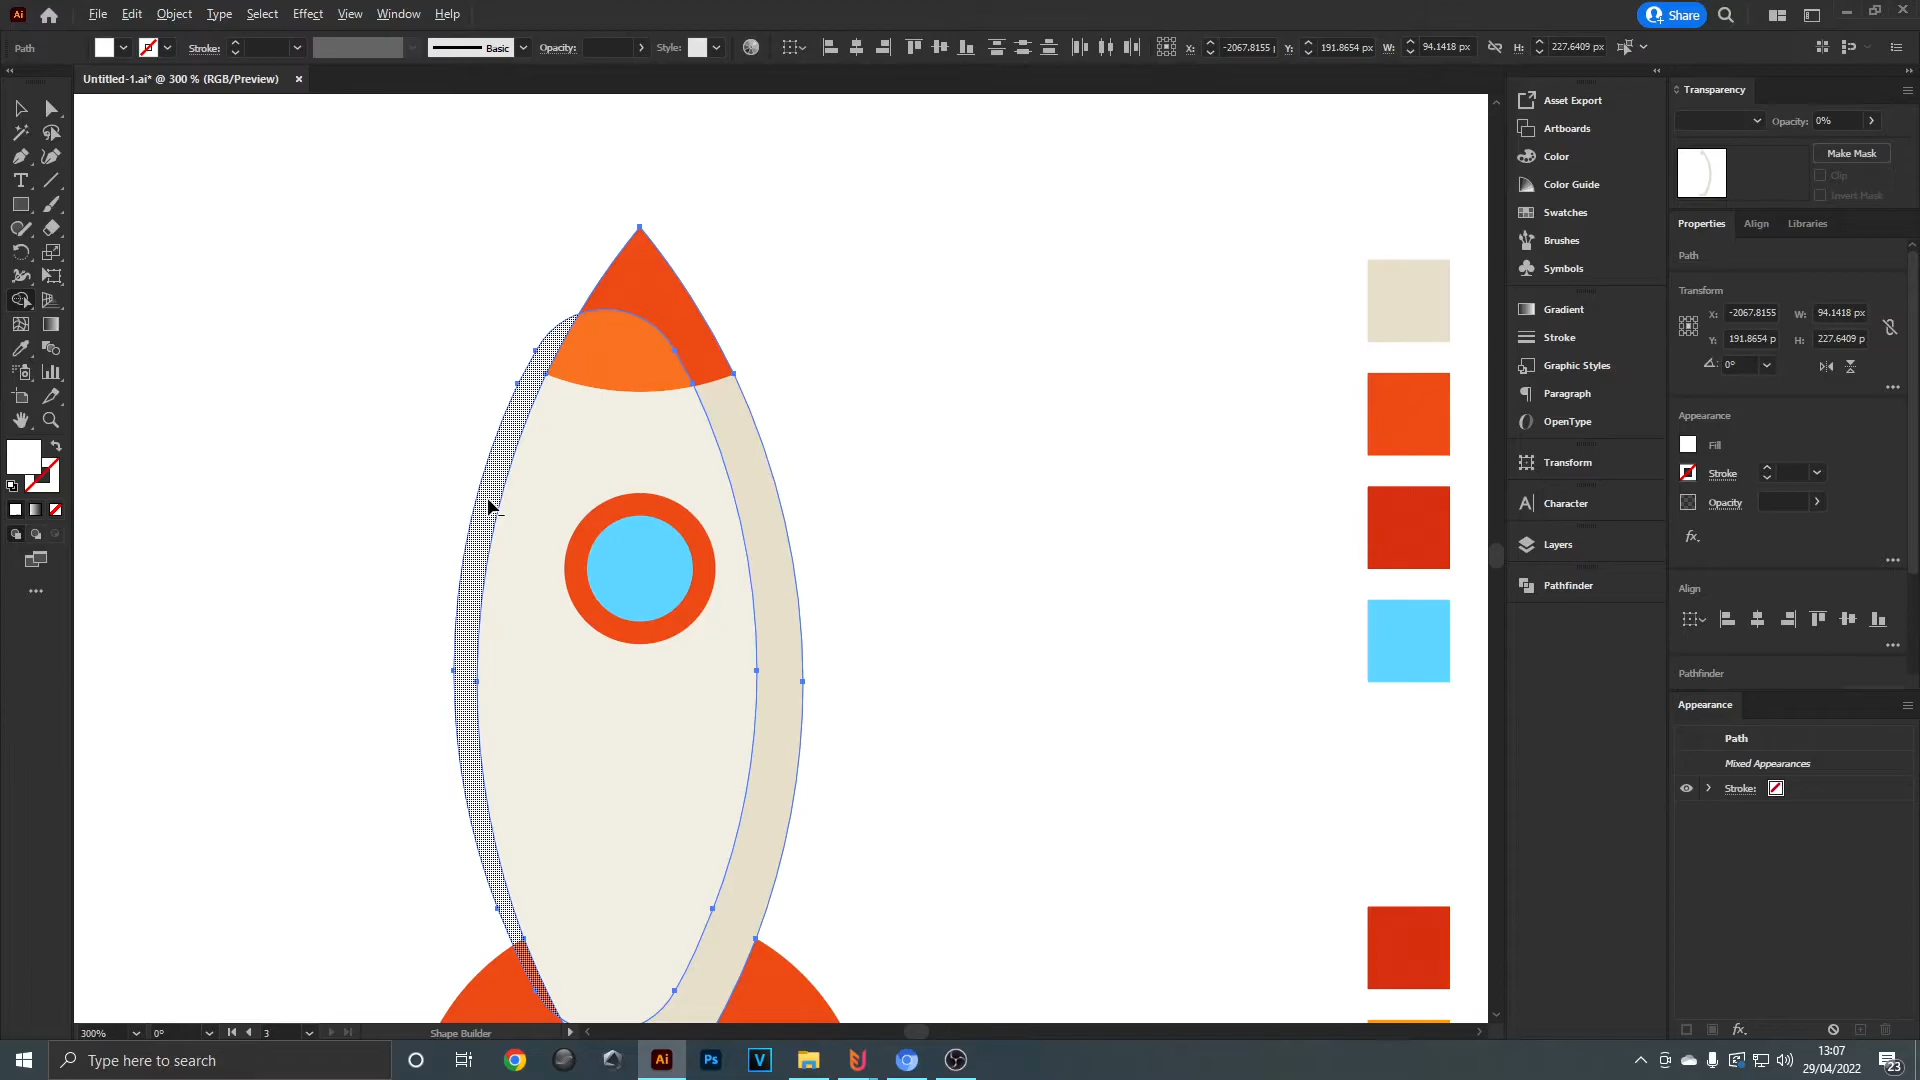 Ai File Edit Object Type Select Effect View Window Help Share
Path Stroke: Basic Opacity: Style: X: -2067.8155 Y: 191.8654 px W: 94.1418 px H: 227.6409 px
Untitled-1.ai* @ 300 % (RGB/Preview) ×
Asset Export
Artboards
Color
Color Guide
Swatches
Brushes
Symbols
Gradient
Stroke
Graphic Styles
Paragraph
OpenType
Transform
Character
Layers
Pathfinder
Transparency
Opacity: 0%
Make Mask
Clip
Invert Mask
Properties Align Libraries
Path
Transform
X: -2067.8155 W: 94.1418 px
Y: 191.8654 p H: 227.6409 px
0°
Appearance
Fill
Stroke
Opacity
fx.
Align
Pathfinder
Appearance
Path
Mixed Appearances
Stroke:
fx.
300% 0° 3 Shape Builder
Type here to search
Ai Ps V
13:07
29/04/2022
23